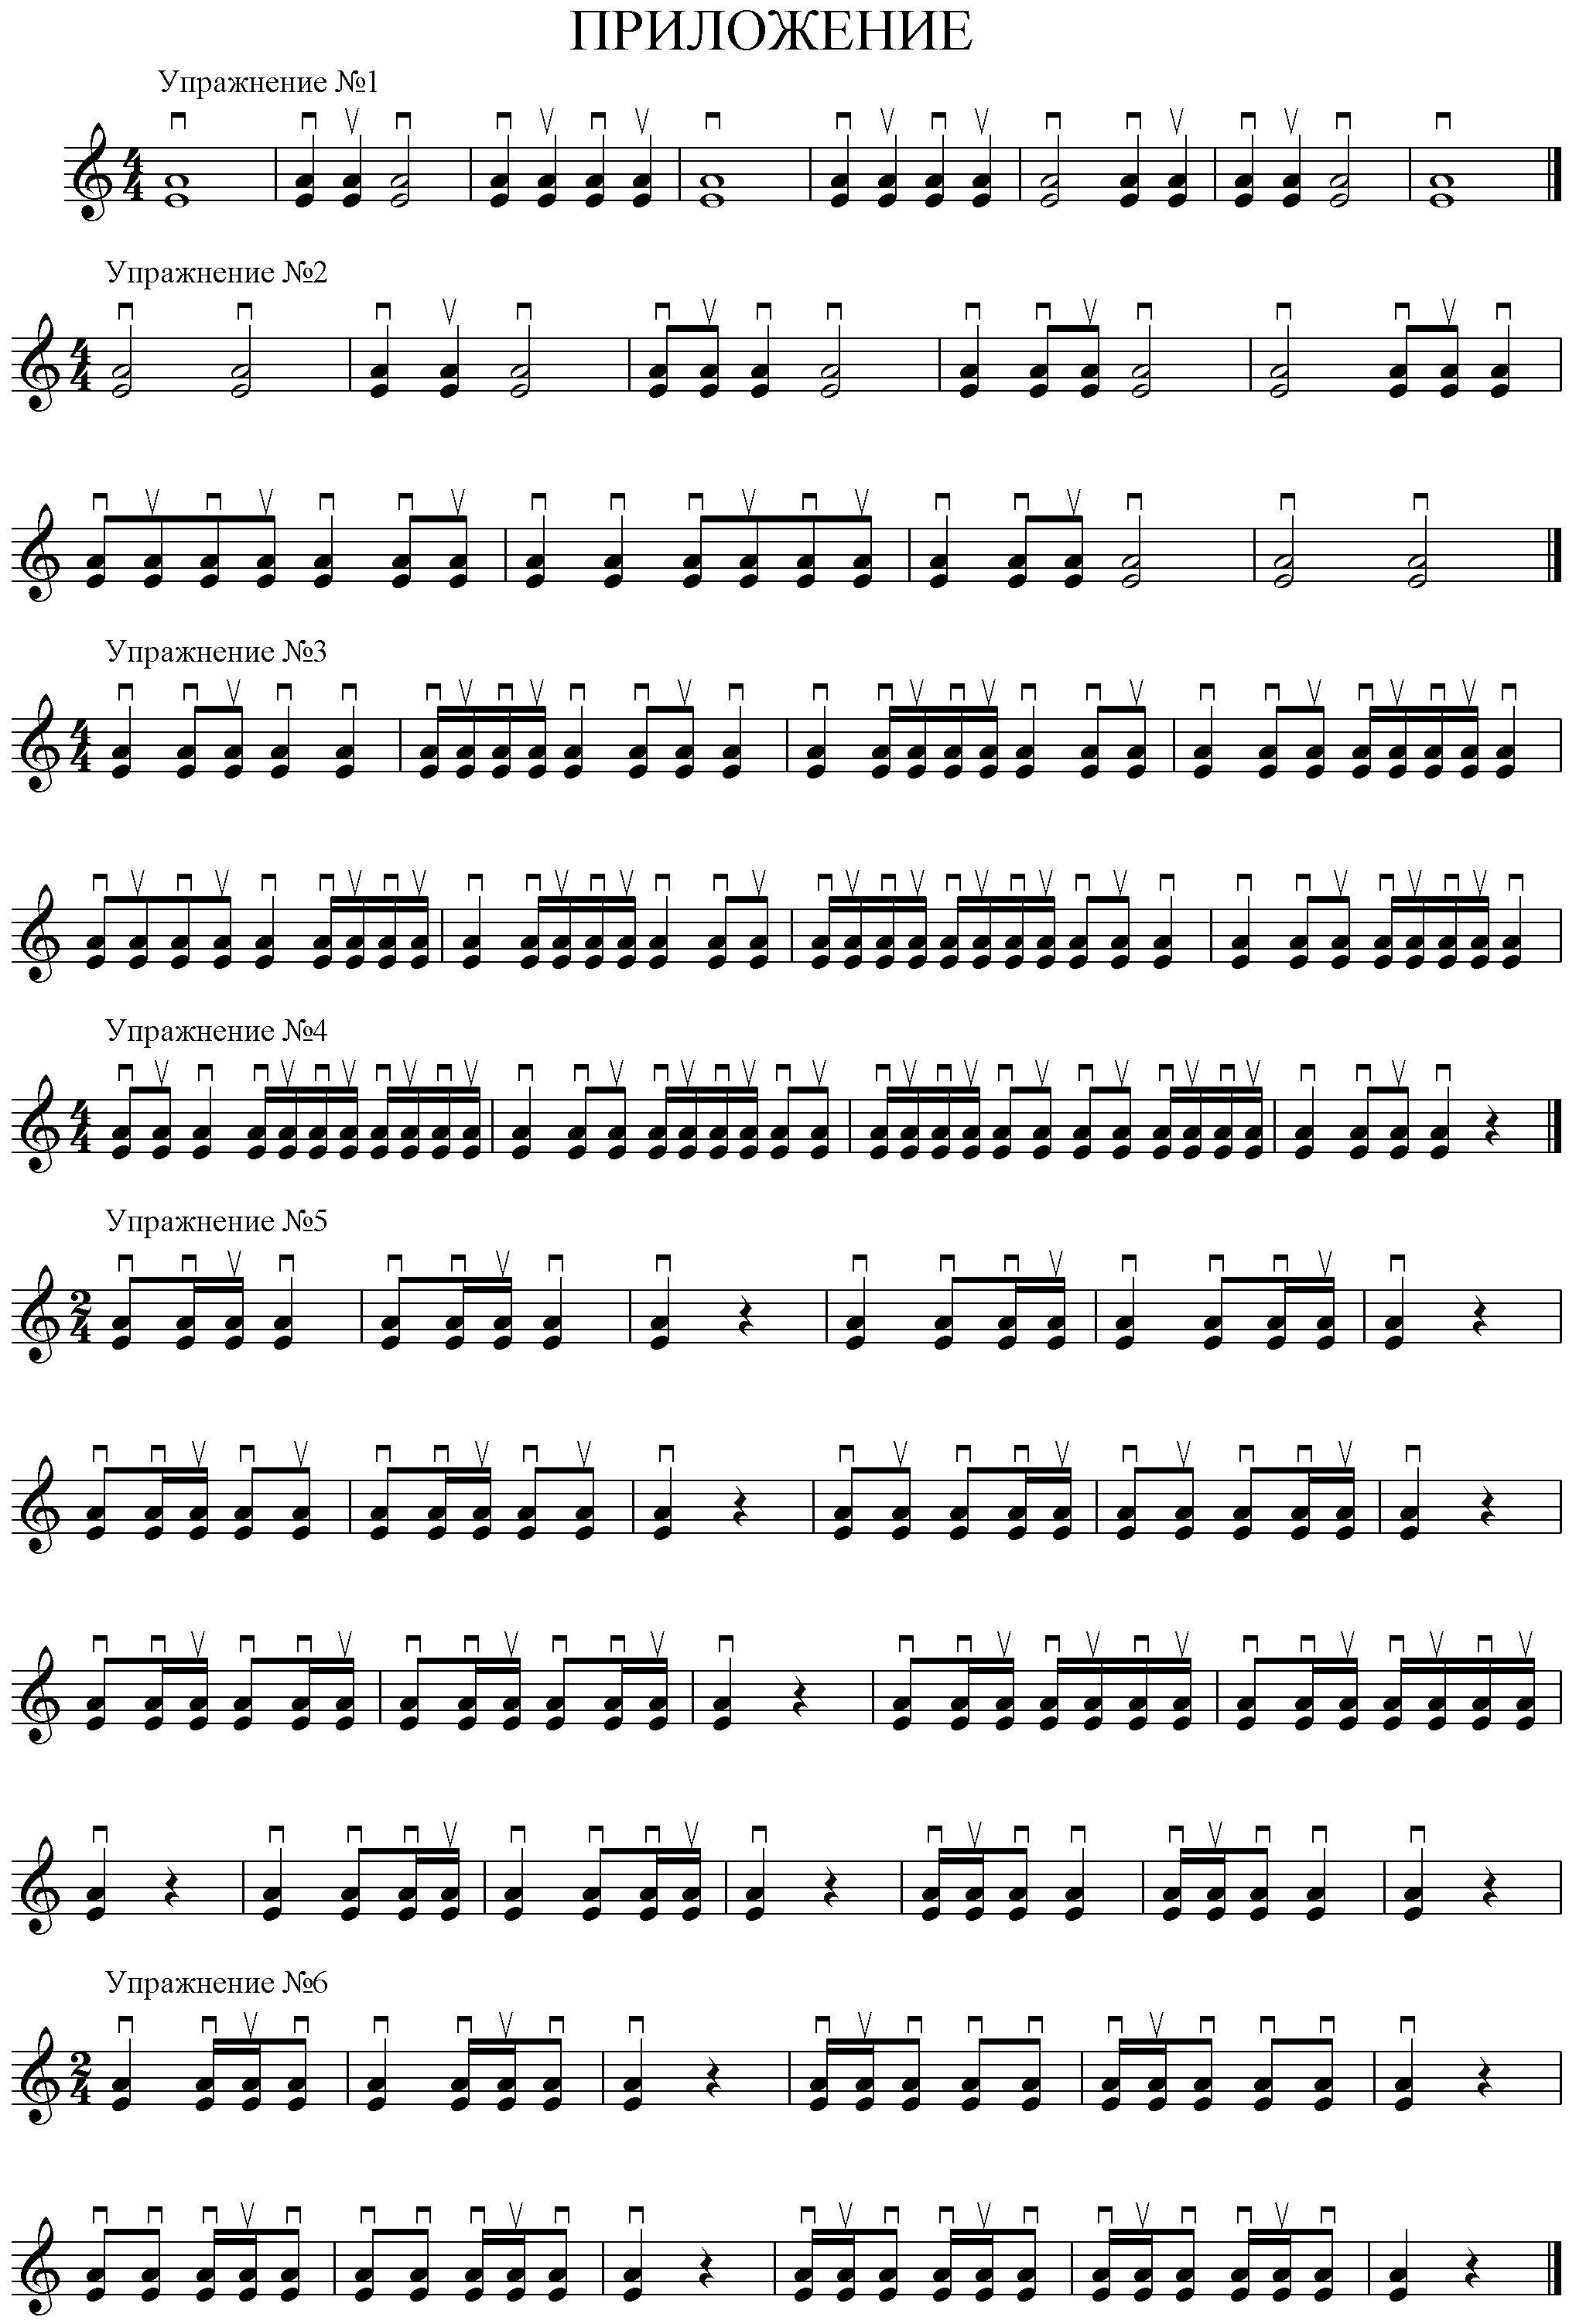 ПРИЛОЖЕНИЕ
Упражнение №1
Упражнение №2
Упражнение №3
Упражнение №4
Упражнение №5
Упражнение №6